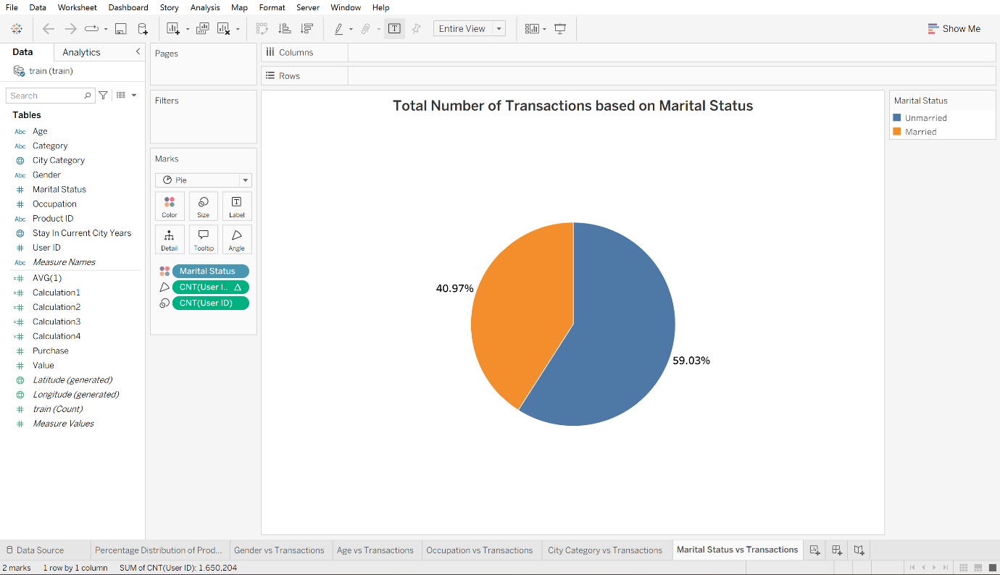 File Data Worksheet Dashboard Story Analysis Map Format Server Window Help
Entire View
Show Me
Data Analytics
train (train)
Search
Tables
Abc Age
Abc Category
City Category
Abc Gender
# Marital Status
# Occupation
Abc Product ID
Stay In Current City Years
# User ID
Abc Measure Names
=# AVG(1)
=# Calculation1
=# Calculation2
=# Calculation3
=# Calculation4
# Purchase
# Value
Latitude (generated)
Longitude (generated)
# train (Count)
# Measure Values
Pages
Filters
Marks
Pie
Color Size Label
Detail Tooltip Angle
Marital Status
CNT(User I.. Δ
CNT(User ID)
Columns
Rows
Total Number of Transactions based on Marital Status
40.97%
59.03%
Marital Status
Unmarried
Married
Data Source Percentage Distribution of Prod... Gender vs Transactions Age vs Transactions Occupation vs Transactions City Category vs Transactions Marital Status vs Transactions
2 marks 1 row by 1 column SUM of CNT(User ID): 1,650,204